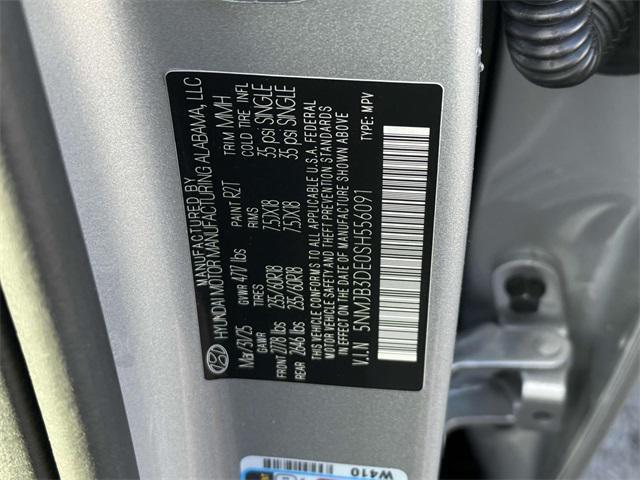 MANUFACTURED BY
HYUNDAI MOTOR MANUFACTURING ALABAMA, LLC
Mar/31/25 GVWR 4717 lbs PAINT R2T TRIM MMH
GAWR TIRES RIMS COLD TIRE INFL
FRONT 2778 lbs 235/60R18 7.5JX18 35 psi SINGLE
REAR 2646 lbs 235/60R18 7.5JX18 35 psi SINGLE
THIS VEHICLE CONFORMS TO ALL APPLICABLE U.S.A. FEDERAL
MOTOR VEHICLE SAFETY AND THEFT PREVENTION STANDARDS
IN EFFECT ON THE DATE OF MANUFACTURE SHOWN ABOVE
V.I.N 5NMJB3DE0SH556091 TYPE: MPV
W410